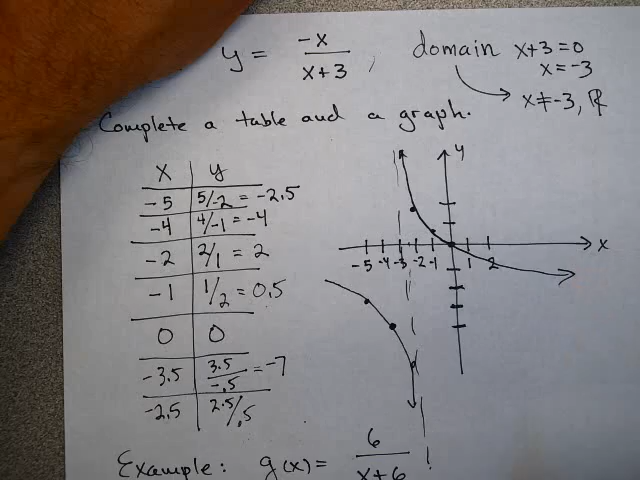 y = -x / x+3 , domain x+3=0
x=-3
x≠-3, ℝ
Complete a table and a graph.
x | y
-5 | 5/-2 = -2.5
-4 | 4/-1 = -4
-2 | 2/1 = 2
-1 | 1/2 = 0.5
0 | 0
-3.5 | 3.5/-.5 = -7
-2.5 | 2.5/.5
y
x
-5 -4 -3 -2 -1 1 2
Example: g(x) = 6 / x+6